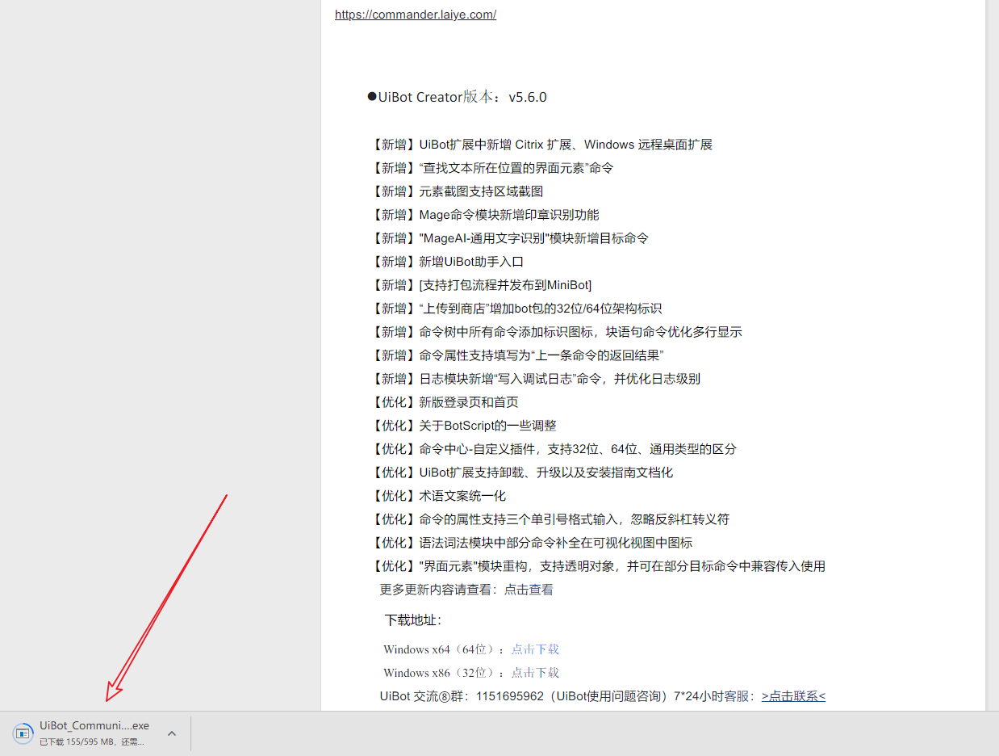 https://commander.laiye.com/
●UiBot Creator版本：v5.6.0
【新增】UiBot扩展中新增 Citrix 扩展、Windows 远程桌面扩展
【新增】“查找文本所在位置的界面元素”命令
【新增】元素截图支持区域截图
【新增】Mage命令模块新增印章识别功能
【新增】"MageAI-通用文字识别"模块新增目标命令
【新增】新增UiBot助手入口
【新增】[支持打包流程并发布到MiniBot]
【新增】“上传到商店”增加bot包的32位/64位架构标识
【新增】命令树中所有命令添加标识图标，块语句命令优化多行显示
【新增】命令属性支持填写为“上一条命令的返回结果”
【新增】日志模块新增“写入调试日志”命令，并优化日志级别
【优化】新版登录页和首页
【优化】关于BotScript的一些调整
【优化】命令中心-自定义插件，支持32位、64位、通用类型的区分
【优化】UiBot扩展支持卸载、升级以及安装指南文档化
【优化】术语文案统一化
【优化】命令的属性支持三个单引号格式输入，忽略反斜杠转义符
【优化】语法词法模块中部分命令补全在可视化视图中图标
【优化】"界面元素"模块重构，支持透明对象，并可在部分目标命令中兼容传入使用
更多更新内容请查看：点击查看
下载地址：
Windows x64（64位）：点击下载
Windows x86（32位）：点击下载
UiBot 交流⑧群：1151695962（UiBot使用问题咨询）7*24小时客服：>点击联系<
UiBot_Communi....exe
已下载 155/595 MB，还需...